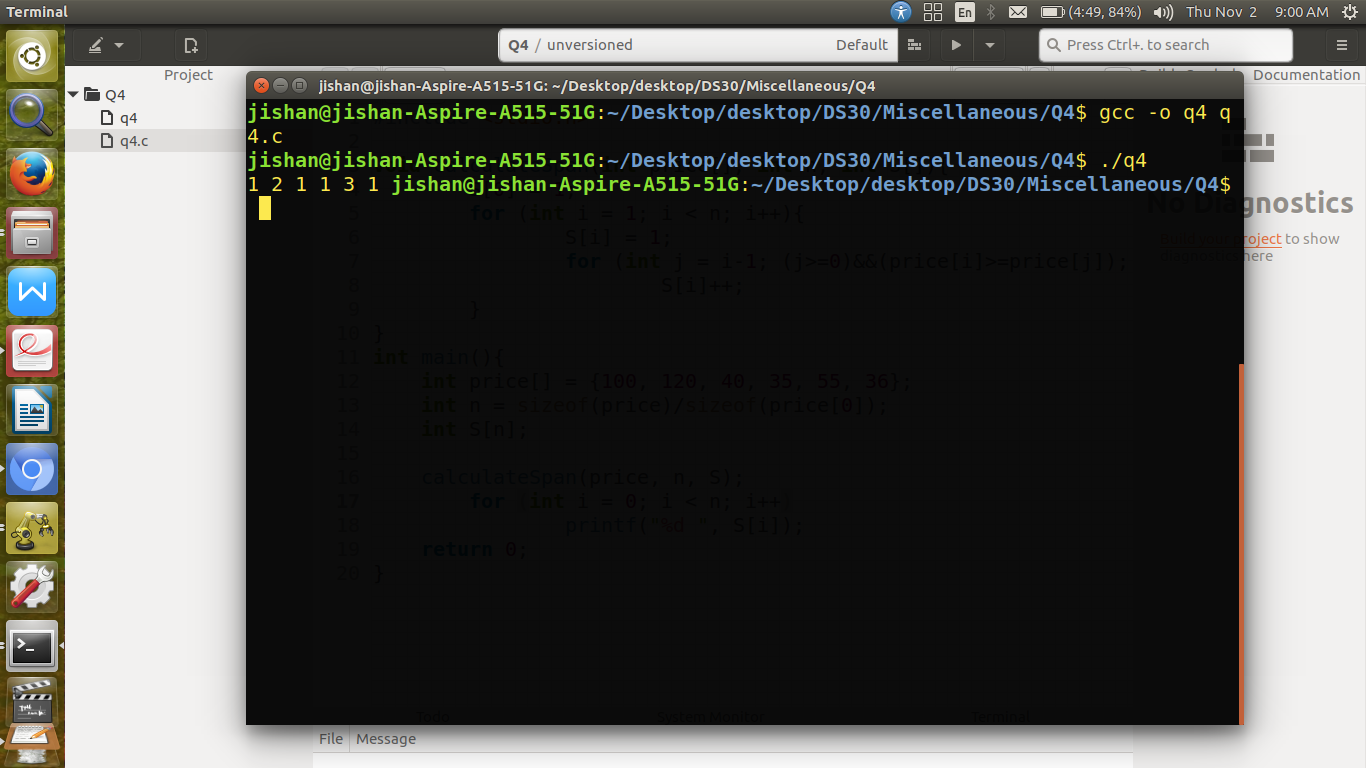 Terminal
En
(4:49, 84%)
Thu Nov 2
9:00 AM
Q4 / unversioned
Default
Press Ctrl+. to search
Project
Documentation
Q4
q4
q4.c
jishan@jishan-Aspire-A515-51G: ~/Desktop/desktop/DS30/Miscellaneous/Q4
jishan@jishan-Aspire-A515-51G:~/Desktop/desktop/DS30/Miscellaneous/Q4$ gcc -o q4 q
4.c
jishan@jishan-Aspire-A515-51G:~/Desktop/desktop/DS30/Miscellaneous/Q4$ ./q4
1 2 1 1 3 1 jishan@jishan-Aspire-A515-51G:~/Desktop/desktop/DS30/Miscellaneous/Q4$
No Diagnostics
project to show
here
5 for (int i = 1; i < n; i++){
6 S[i] = 1;
7 for (int j = i-1; (j>=0)&&(price[i]>=price[j]);
8 S[i]++;
9 }
10 }
11 int main(){
12 int price[] = {100, 120, 40, 35, 55, 36};
13 int n = sizeof(price)/sizeof(price[0]);
14 int S[n];
15
16 calculateSpan(price, n, S);
17 for (int i = 0; i < n; i++)
18 printf("%d ", S[i]);
19 return 0;
20 }
Terminal
File
Message